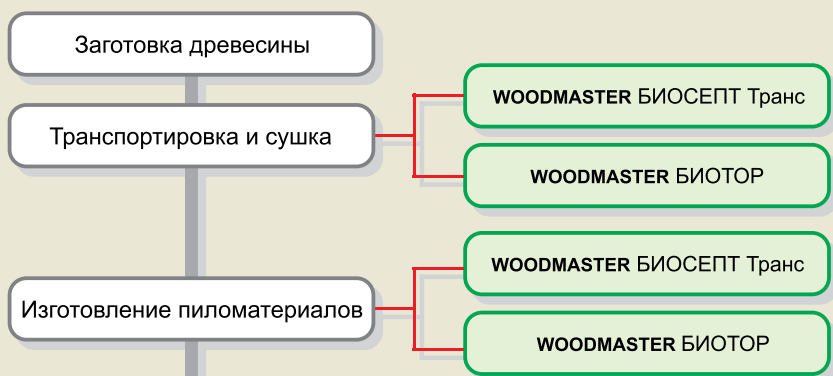 Заготовка древесины
WOODMASTER БИОСЕПТ Транс
Транспортировка и сушка
WOODMASTER БИОТОР
WOODMASTER БИОСЕПТ Транс
Изготовление пиломатериалов
WOODMASTER БИОТОР